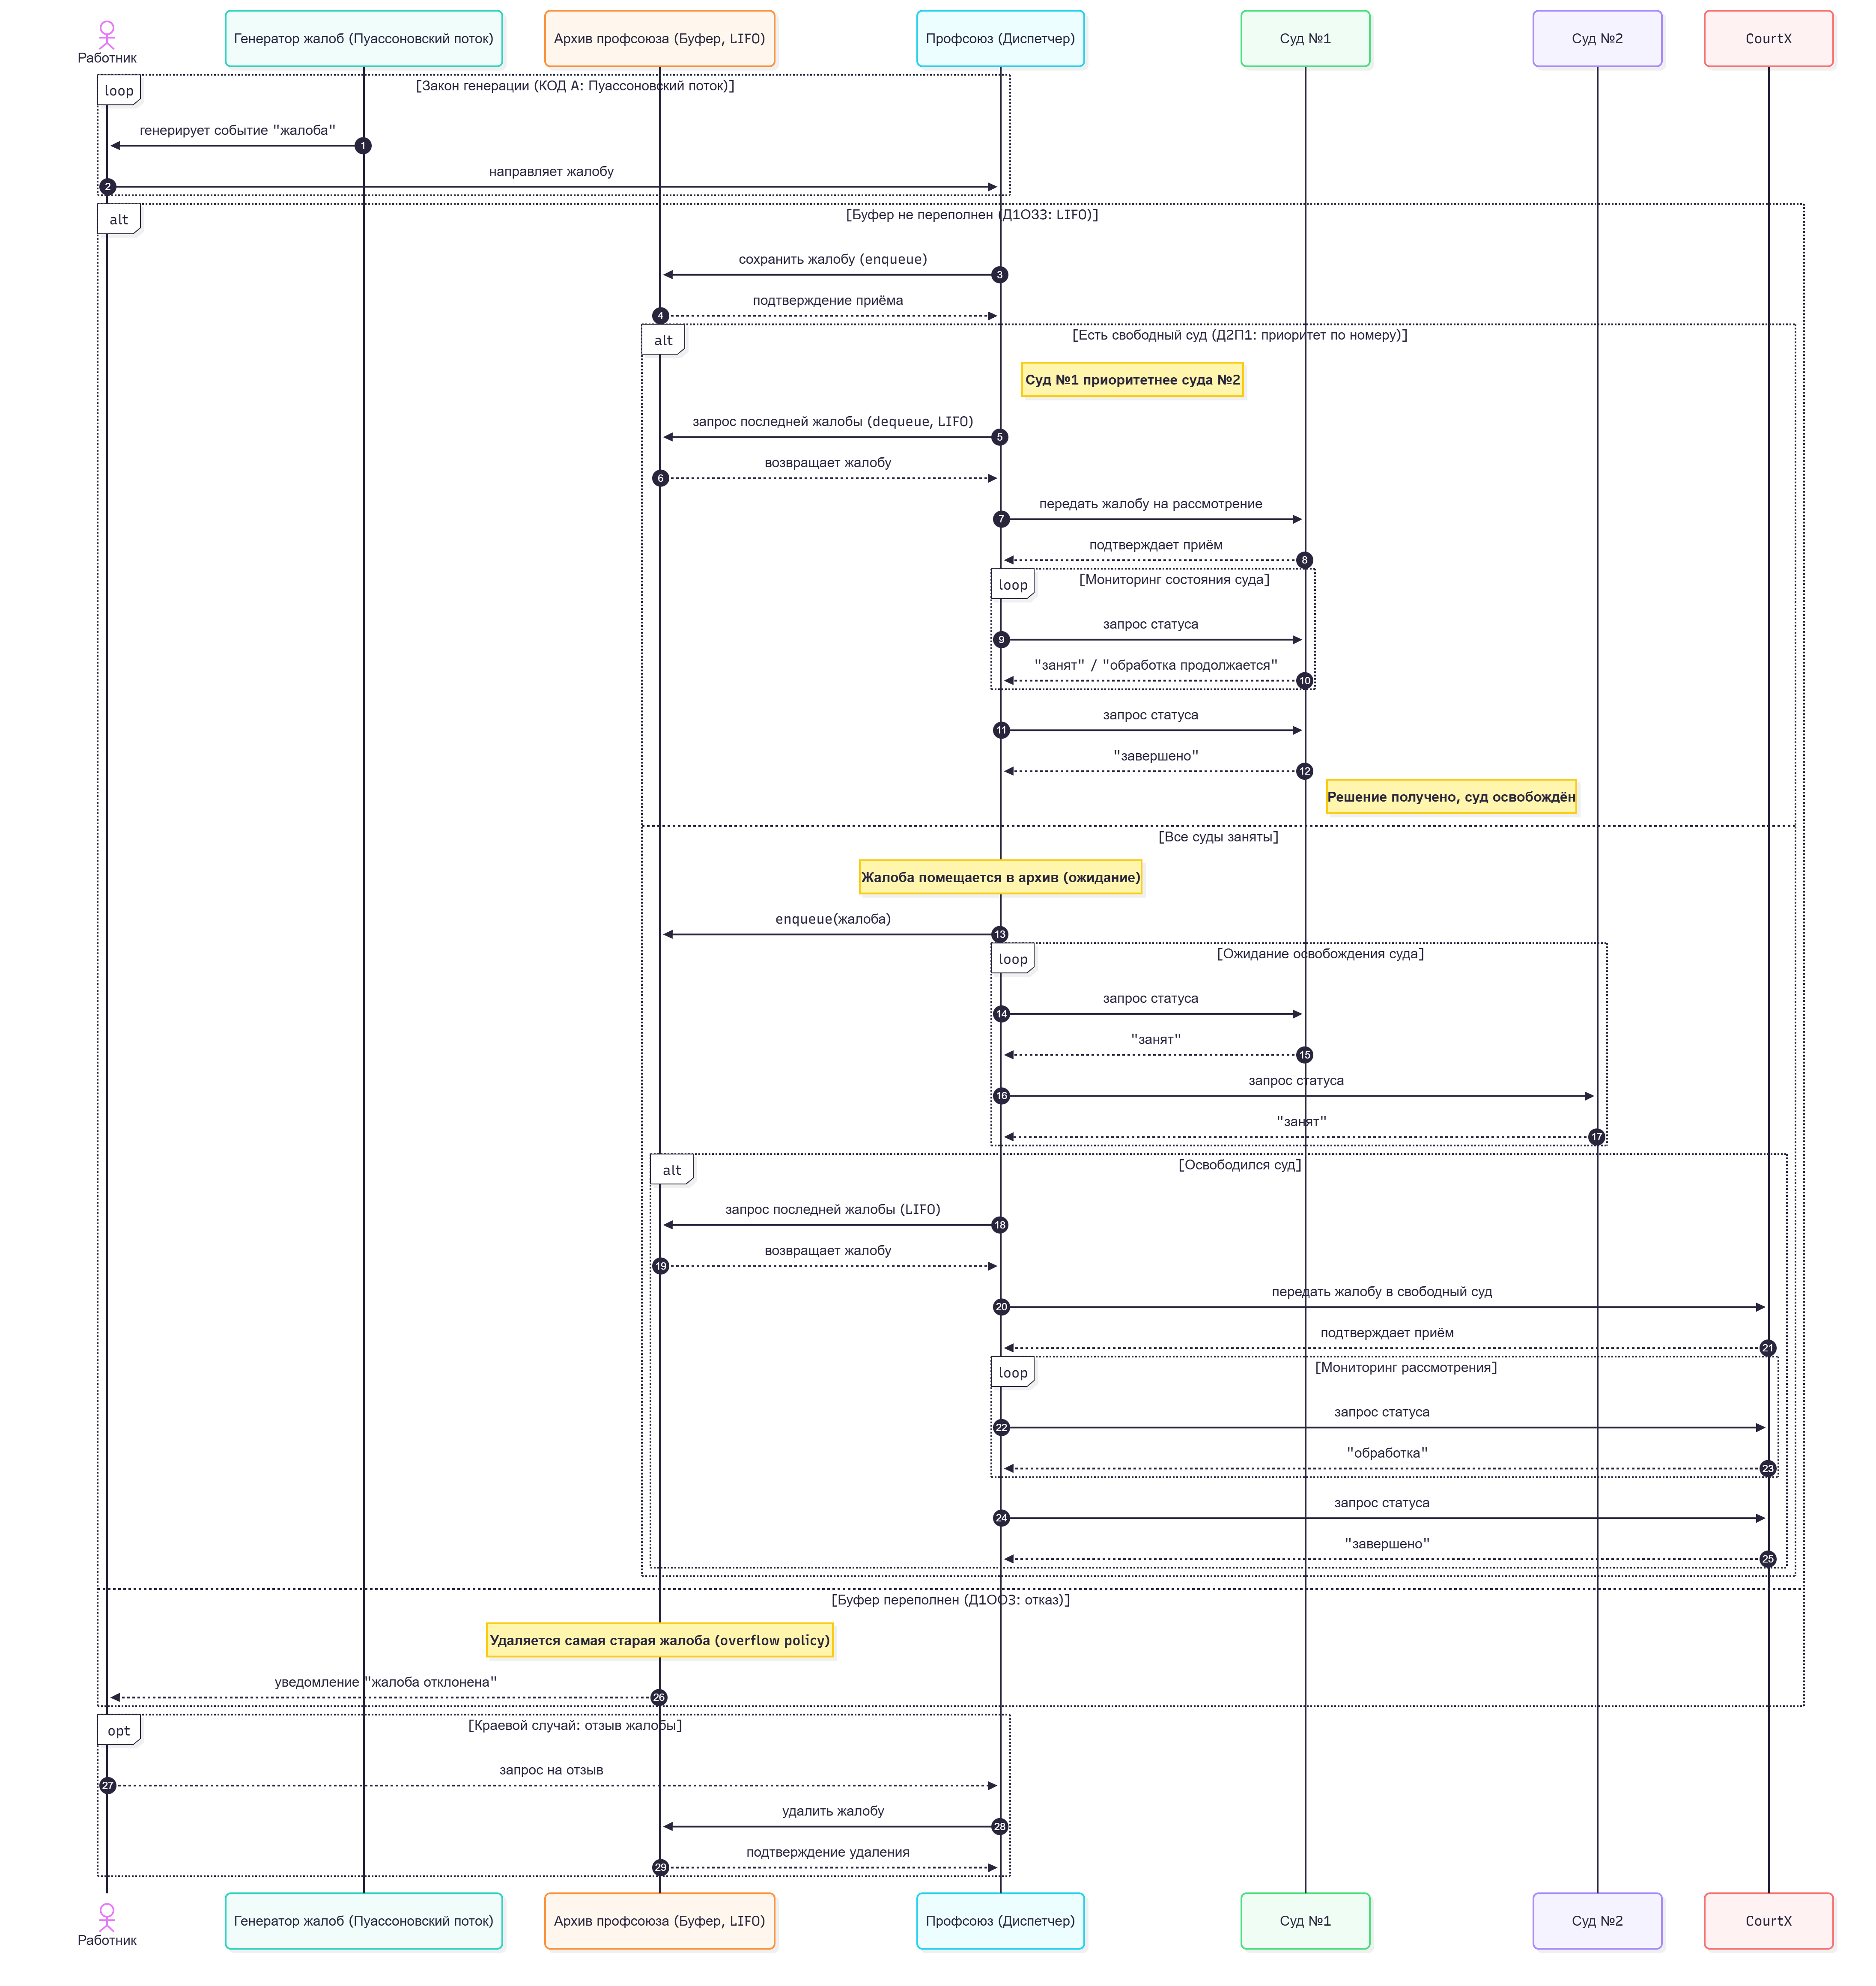 Работник
Генератор жалоб (Пуассоновский поток)
Архив профсоюза (Буфер, LIFO)
Профсоюз (Диспетчер)
Суд №1
Суд №2
CourtX
loop
[Закон генерации (КОД А: Пуассоновский поток)]
генерирует событие "жалоба"
1
направляет жалобу
2
alt
[Буфер не переполнен (Д1ОЗ3: LIFO)]
сохранить жалобу (enqueue)
3
подтверждение приёма
4
alt
[Есть свободный суд (Д2П1: приоритет по номеру)]
Суд №1 приоритетнее суда №2
запрос последней жалобы (dequeue, LIFO)
5
возвращает жалобу
6
передать жалобу на рассмотрение
7
подтверждает приём
8
loop
[Мониторинг состояния суда]
запрос статуса
9
"занят" / "обработка продолжается"
10
запрос статуса
11
"завершено"
12
Решение получено, суд освобождён
[Все суды заняты]
Жалоба помещается в архив (ожидание)
enqueue(жалоба)
13
loop
[Ожидание освобождения суда]
запрос статуса
14
"занят"
15
запрос статуса
16
"занят"
17
alt
[Освободился суд]
запрос последней жалобы (LIFO)
18
возвращает жалобу
19
передать жалобу в свободный суд
20
подтверждает приём
21
loop
[Мониторинг рассмотрения]
запрос статуса
22
"обработка"
23
запрос статуса
24
"завершено"
25
[Буфер переполнен (Д1ОО3: отказ)]
Удаляется самая старая жалоба (overflow policy)
уведомление "жалоба отклонена"
26
opt
[Краевой случай: отзыв жалобы]
запрос на отзыв
27
удалить жалобу
28
подтверждение удаления
29
Работник
Генератор жалоб (Пуассоновский поток)
Архив профсоюза (Буфер, LIFO)
Профсоюз (Диспетчер)
Суд №1
Суд №2
CourtX